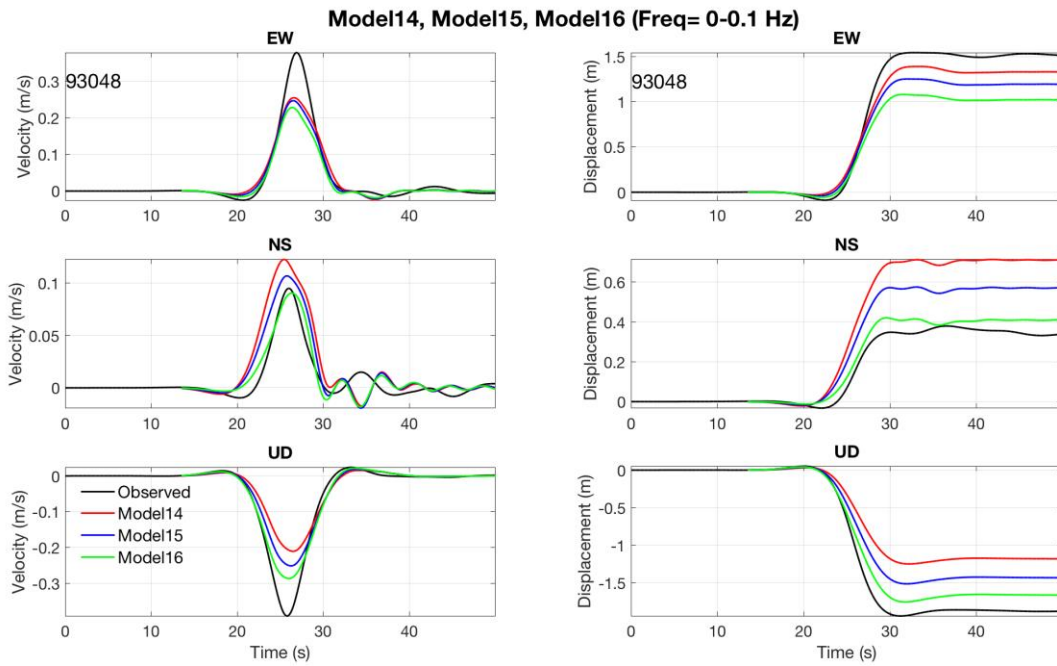 Model14, Model15, Model16 (Freq= 0-0.1 Hz)
EW
Velocity (m/s)
0.3
0.2
0.1
0
93048
0 10 20 30 40
EW
Displacement (m)
1.5
1
0.5
0
93048
0 10 20 30 40
NS
Velocity (m/s)
0.1
0.05
0
0 10 20 30 40
NS
Displacement (m)
0.6
0.4
0.2
0
0 10 20 30 40
UD
Velocity (m/s)
0
-0.1
-0.2
-0.3
Observed
Model14
Model15
Model16
0 10 20 30 40
Time (s)
UD
Displacement (m)
0
-0.5
-1
-1.5
0 10 20 30 40
Time (s)